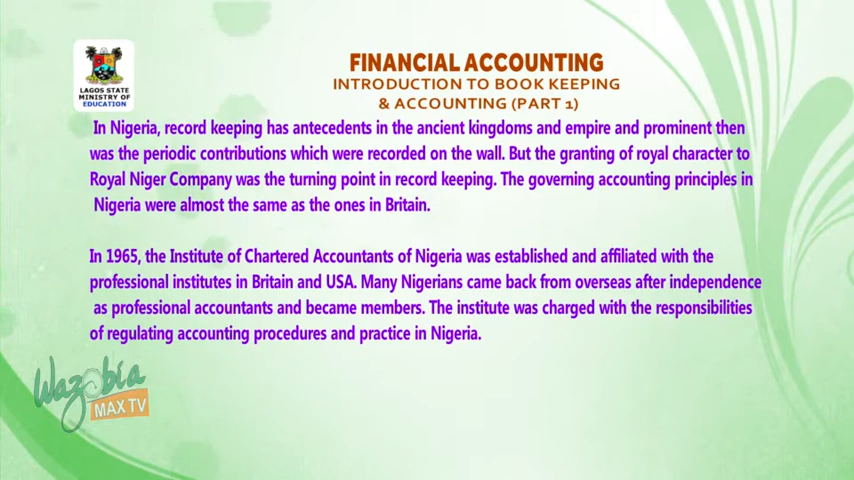 LAGOS STATE
MINISTRY OF
EDUCATION
FINANCIAL ACCOUNTING
INTRODUCTION TO BOOK KEEPING
& ACCOUNTING (PART 1)
In Nigeria, record keeping has antecedents in the ancient kingdoms and empire and prominent then
was the periodic contributions which were recorded on the wall. But the granting of royal character to
Royal Niger Company was the turning point in record keeping. The governing accounting principles in
Nigeria were almost the same as the ones in Britain.
In 1965, the Institute of Chartered Accountants of Nigeria was established and affiliated with the
professional institutes in Britain and USA. Many Nigerians came back from overseas after independence
as professional accountants and became members. The institute was charged with the responsibilities
of regulating accounting procedures and practice in Nigeria.
Wazobia
MAX TV